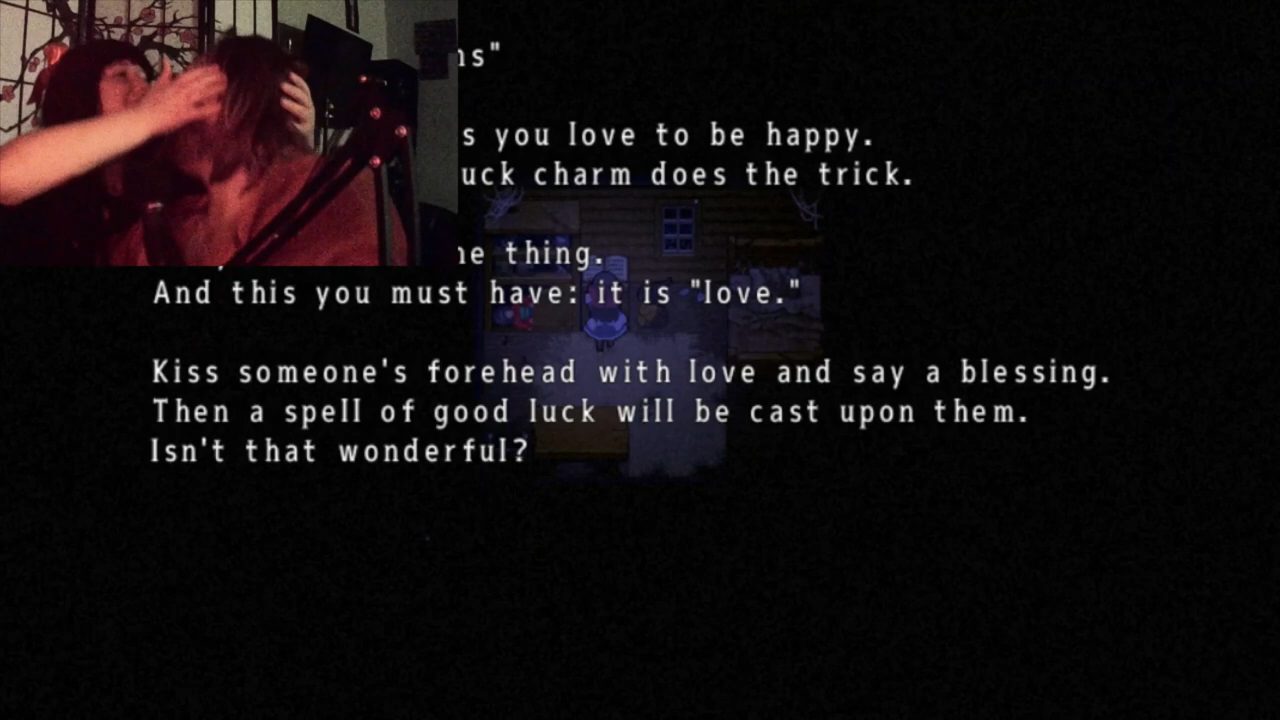 s"
s you love to be happy.
uck charm does the trick.
he thing.
And this you must have: it is "love."
Kiss someone's forehead with love and say a blessing.
Then a spell of good luck will be cast upon them.
Isn't that wonderful?